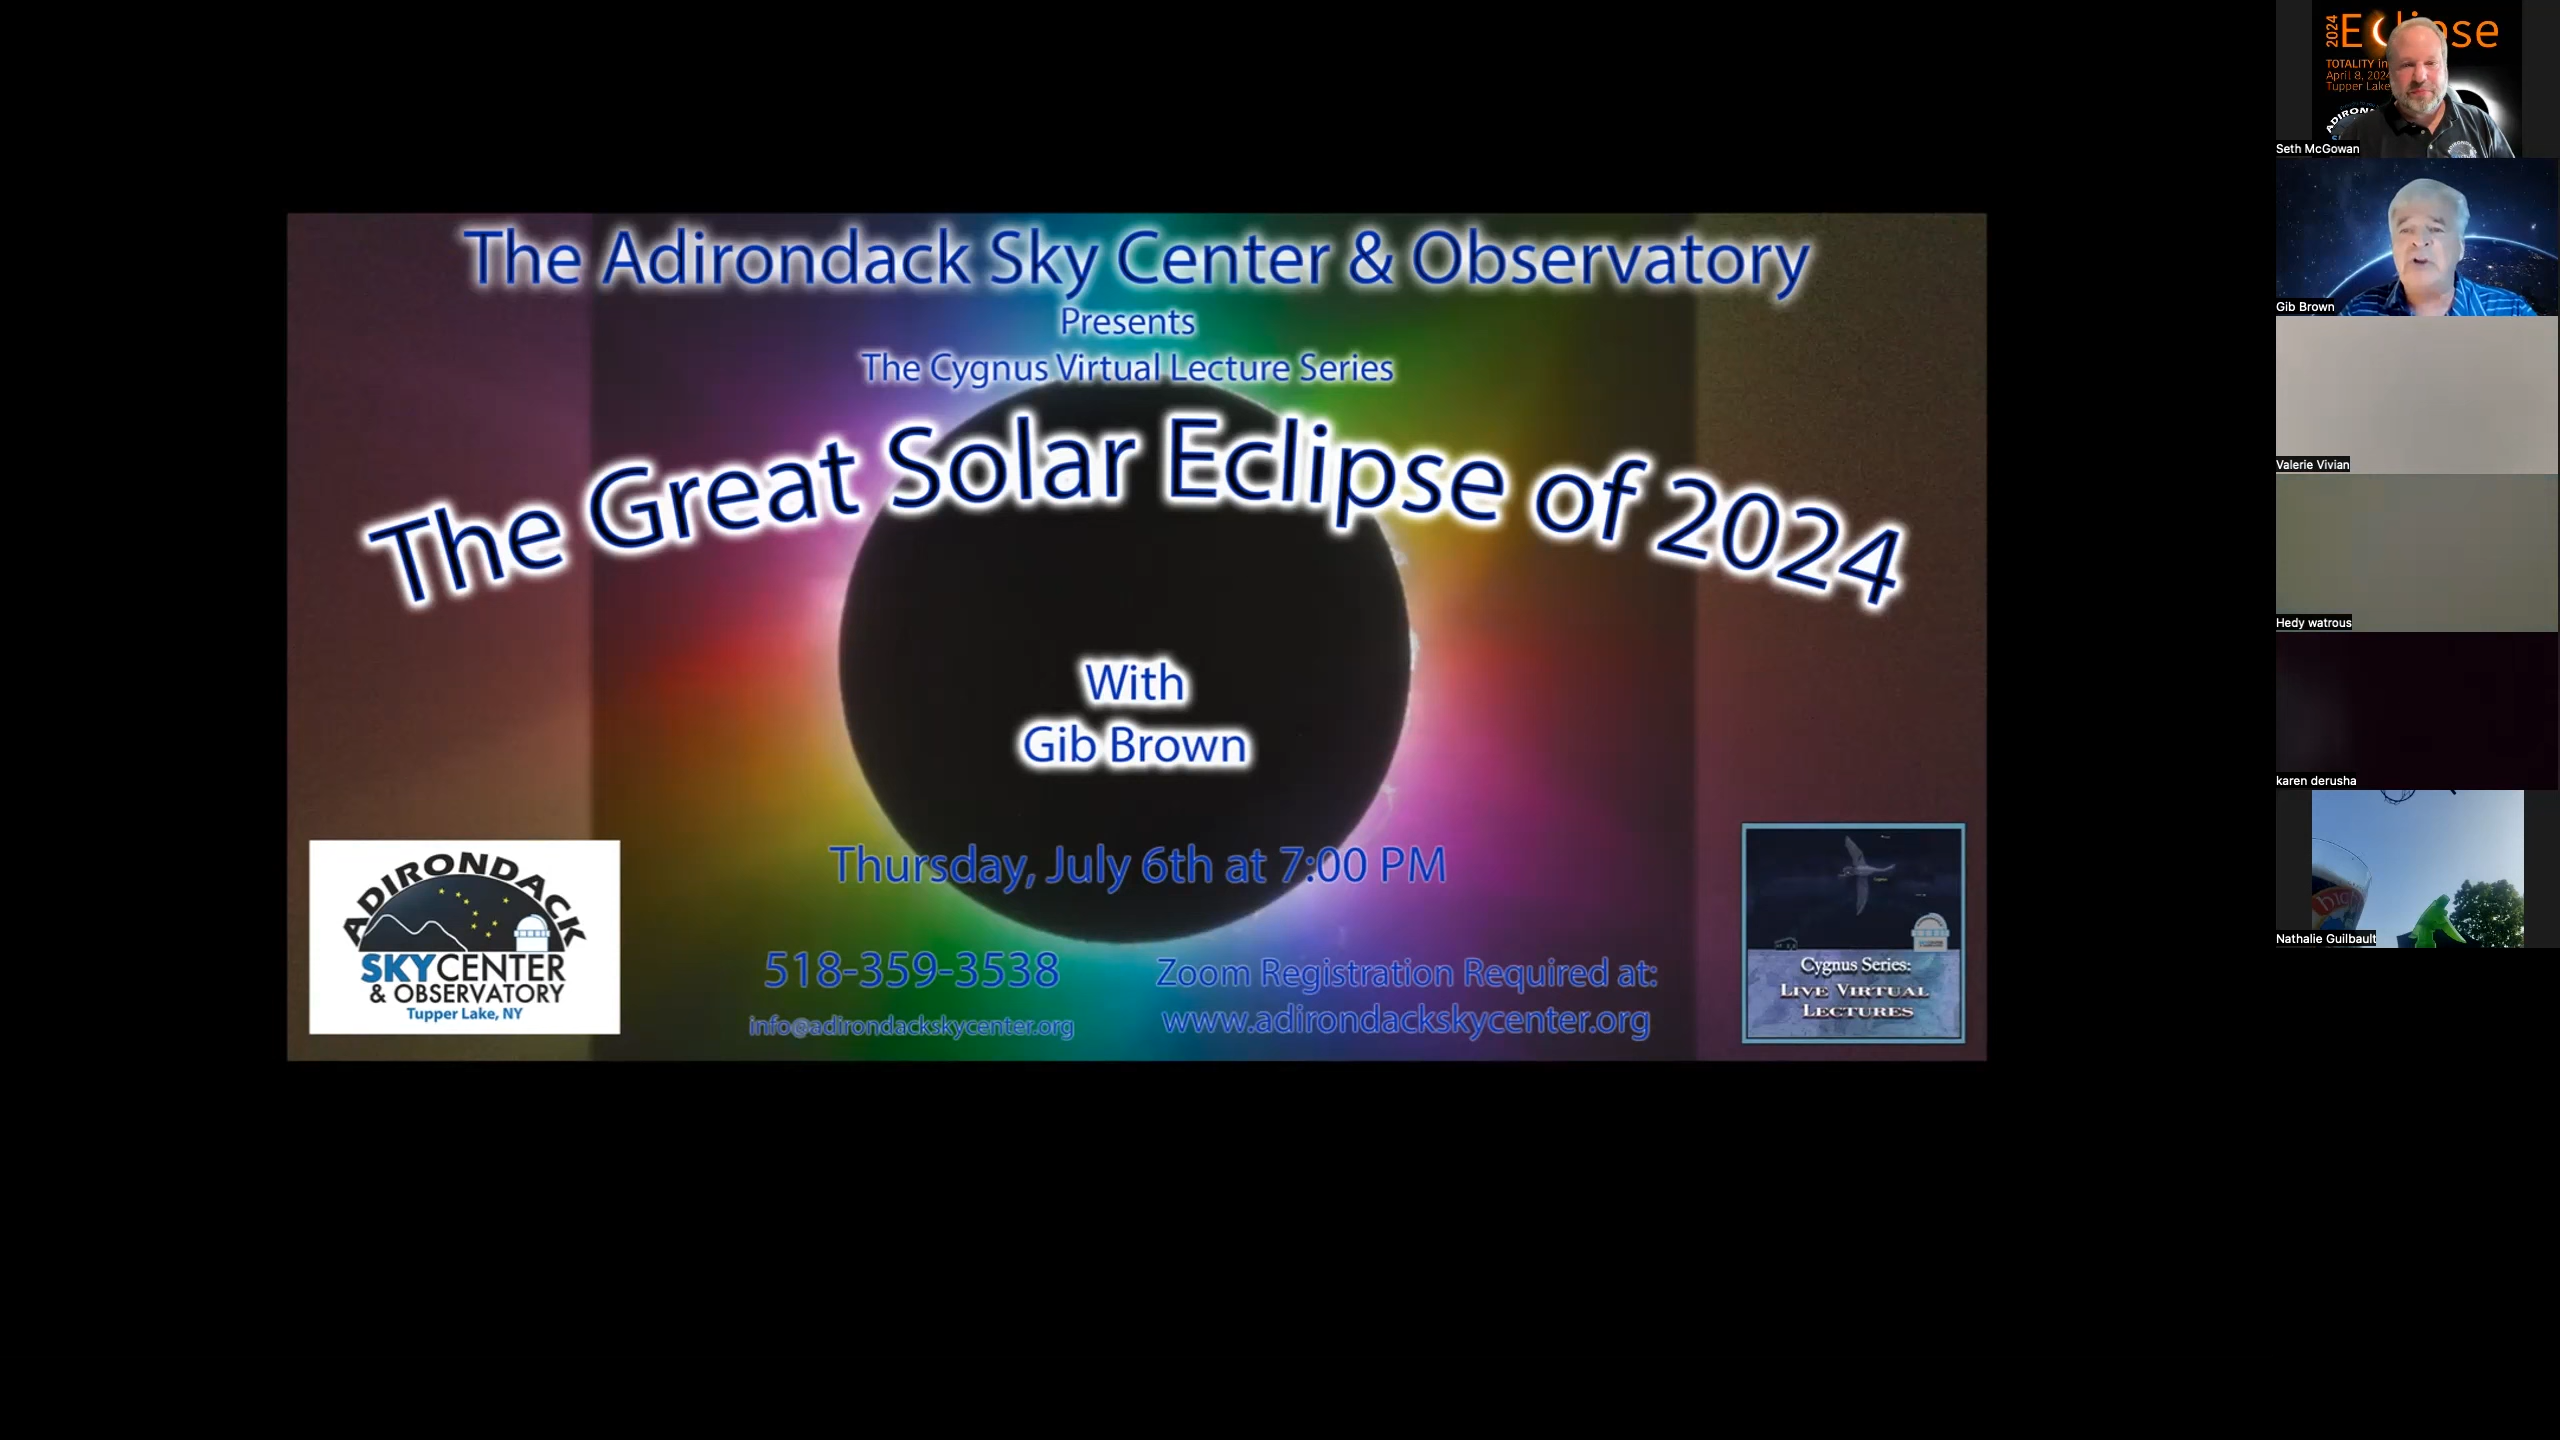 The Adirondack Sky Center & Observatory
Presents
The Cygnus Virtual Lecture Series
The Great Solar Eclipse of 2024
With
Gib Brown
Thursday, July 6th at 7:00 PM
518-359-3538
info@adirondackskycenter.org
Zoom Registration Required at:
www.adirondackskycenter.org
ADIRONDACK
SKYCENTER
& OBSERVATORY
Tupper Lake, NY
Cygnus Series:
LIVE VIRTUAL
LECTURES
2024
TOTALITY in
April 8, 2024
Tupper Lake
Seth McGowan
Gib Brown
Valerie Vivian
Hedy watrous
karen derusha
Nathalie Guilbault